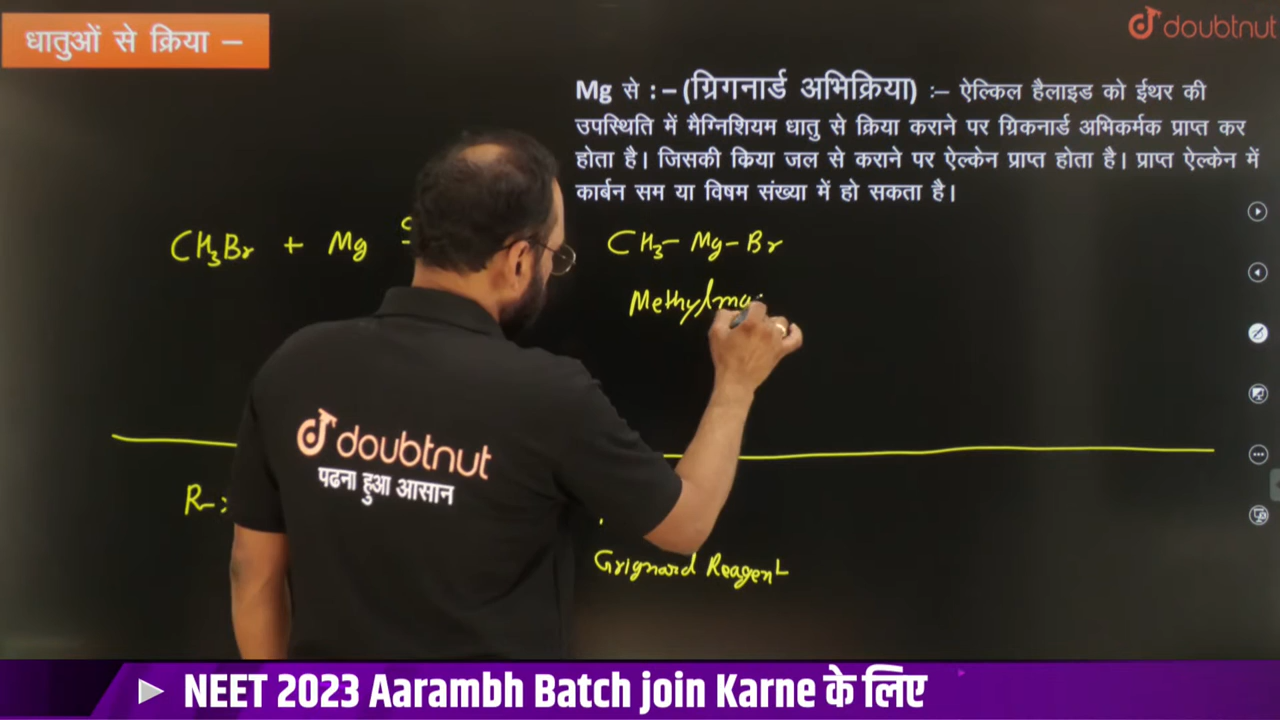 धातुओं से क्रिया –
doubtnut
Mg से :– (ग्रिगनार्ड अभिक्रिया) :– ऐल्किल हैलाइड को ईथर की
उपस्थिति में मैग्निशियम धातु से क्रिया कराने पर ग्रिकनार्ड अभिकर्मक प्राप्त कर
होता है। जिसकी क्रिया जल से कराने पर ऐल्केन प्राप्त होता है। प्राप्त ऐल्केन में
कार्बन सम या विषम संख्या में हो सकता है।
CH₃Br + Mg
CH₃– Mg – Br
Methylma
doubtnut
पढना हुआ आसान
R–
Grignard Reagent
NEET 2023 Aarambh Batch join Karne के लिए